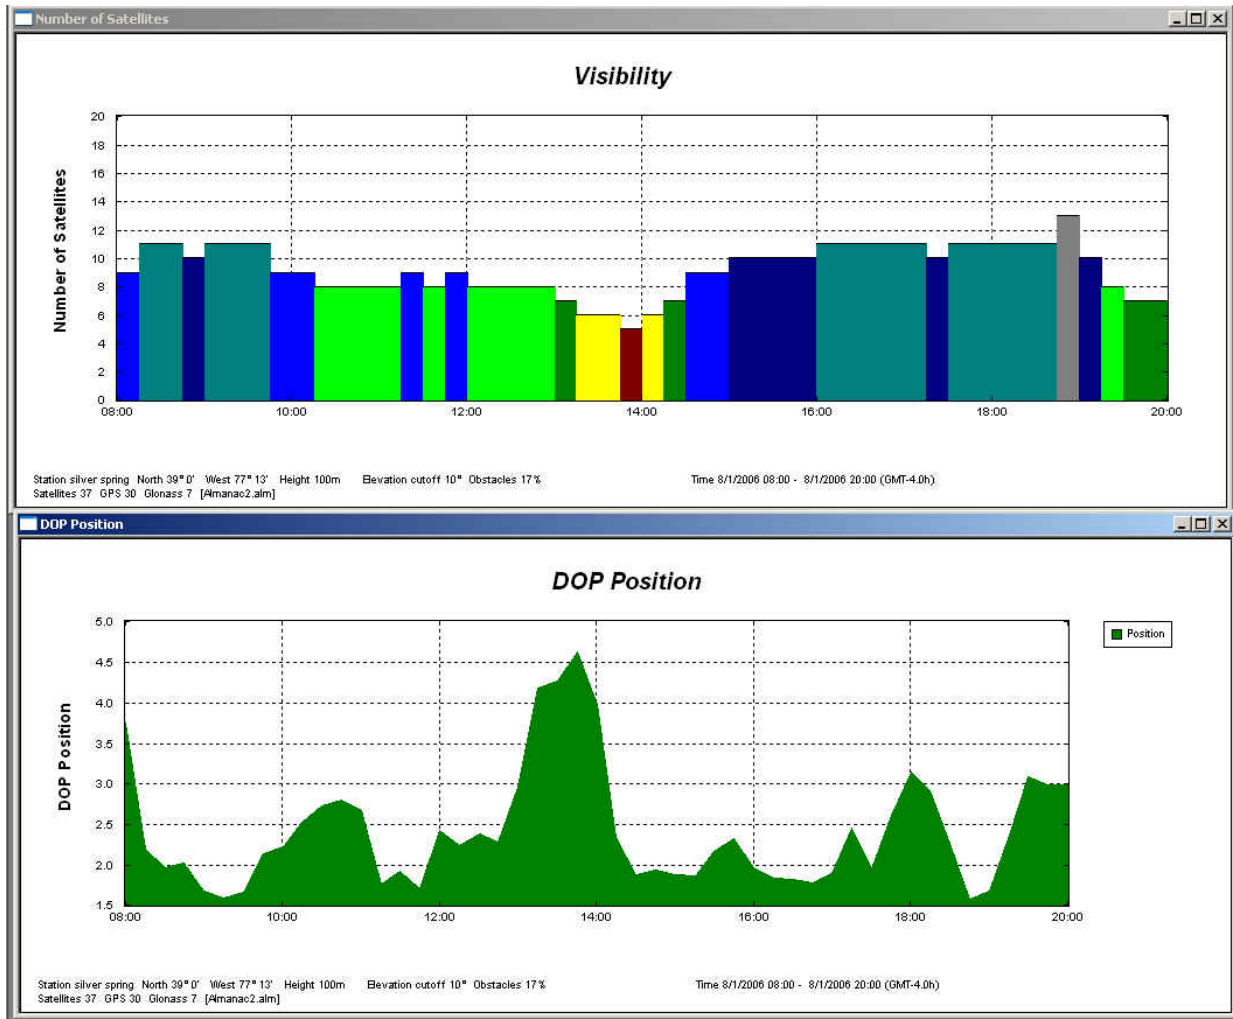 Number of Satellites
Visibility
20
18
16
14
12
10
8
6
4
2
0
Number of Satellites
08:00 10:00 12:00 14:00 16:00 18:00 20:00
Station silver spring North 39° 0' West 77° 13' Height 100m Elevation cutoff 10° Obstacles 17% Time 8/1/2006 08:00 - 8/1/2006 20:00 (GMT-4.0h)
Satellites 37 GPS 30 Glonass 7 [Almanac2.alm]
DOP Position
DOP Position
5.0
4.5
4.0
3.5
3.0
2.5
2.0
1.5
DOP Position
Position
08:00 10:00 12:00 14:00 16:00 18:00 20:00
Station silver spring North 39° 0' West 77° 13' Height 100m Elevation cutoff 10° Obstacles 17% Time 8/1/2006 08:00 - 8/1/2006 20:00 (GMT-4.0h)
Satellites 37 GPS 30 Glonass 7 [Almanac2.alm]